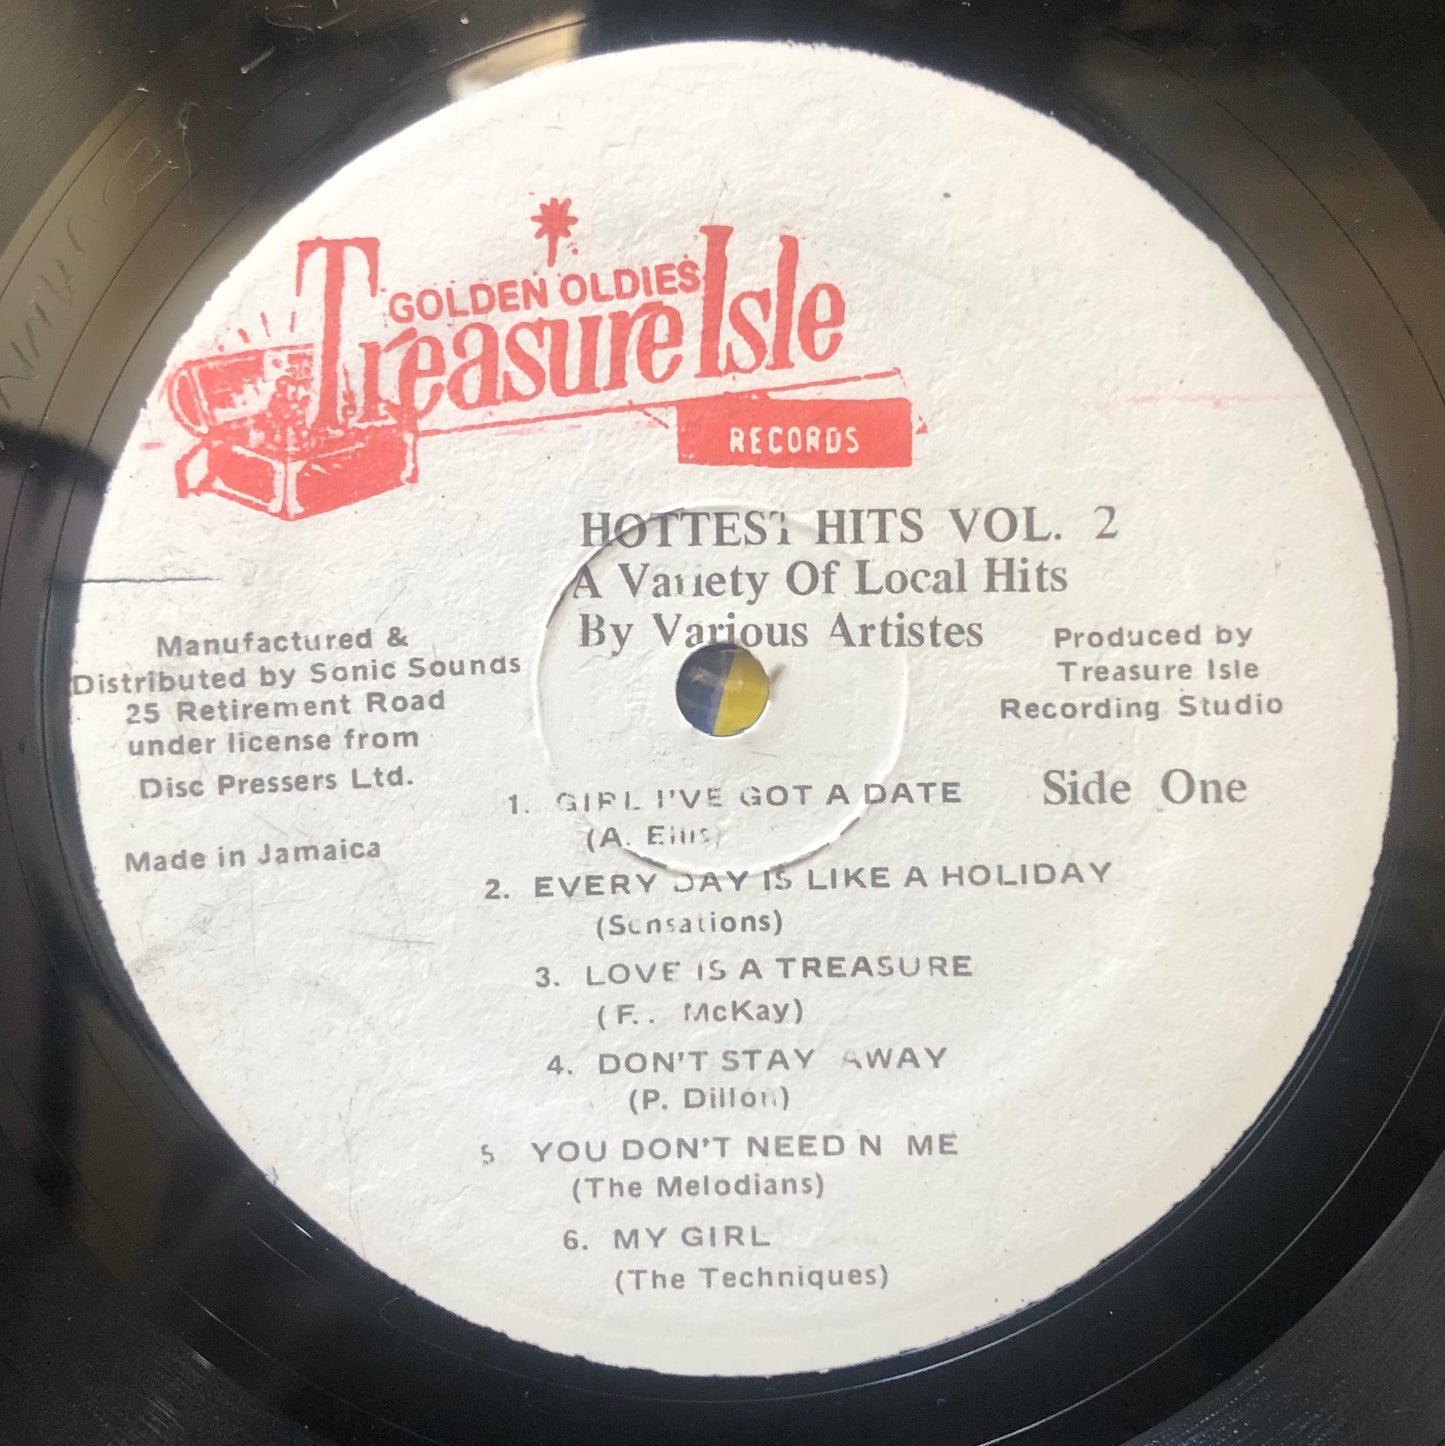 GOLDEN OLDIES
Treasure Isle
RECORDS
HOTTEST HITS VOL. 2
A Variety Of Local Hits
By Various Artistes
Manufactured &
Distributed by Sonic Sounds
25 Retirement Road
under license from
Disc Pressers Ltd.
Made in Jamaica
Produced by
Treasure Isle
Recording Studio
Side One
1. GIRL I'VE GOT A DATE
(A. Ellis)
2. EVERY DAY IS LIKE A HOLIDAY
(Sensations)
3. LOVE IS A TREASURE
(F.. McKay)
4. DON'T STAY AWAY
(P. Dillon)
5 YOU DON'T NEED N ME
(The Melodians)
6. MY GIRL
(The Techniques)